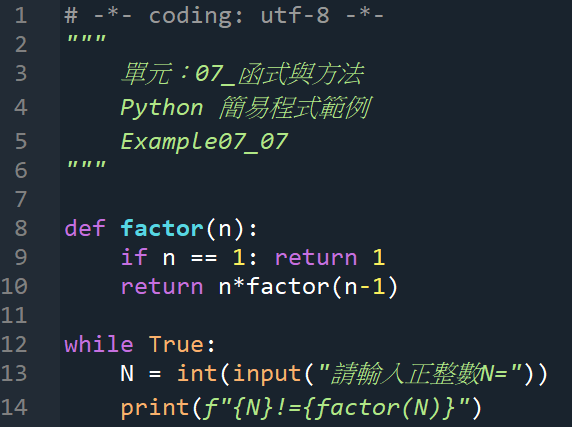 1 # -*- coding: utf-8 -*-
2 """
3     單元：07_函式與方法
4     Python 簡易程式範例
5     Example07_07
6 """
7
8 def factor(n):
9     if n == 1: return 1
10     return n*factor(n-1)
11
12 while True:
13     N = int(input("請輸入正整數N="))
14     print(f"{N}!={factor(N)}")